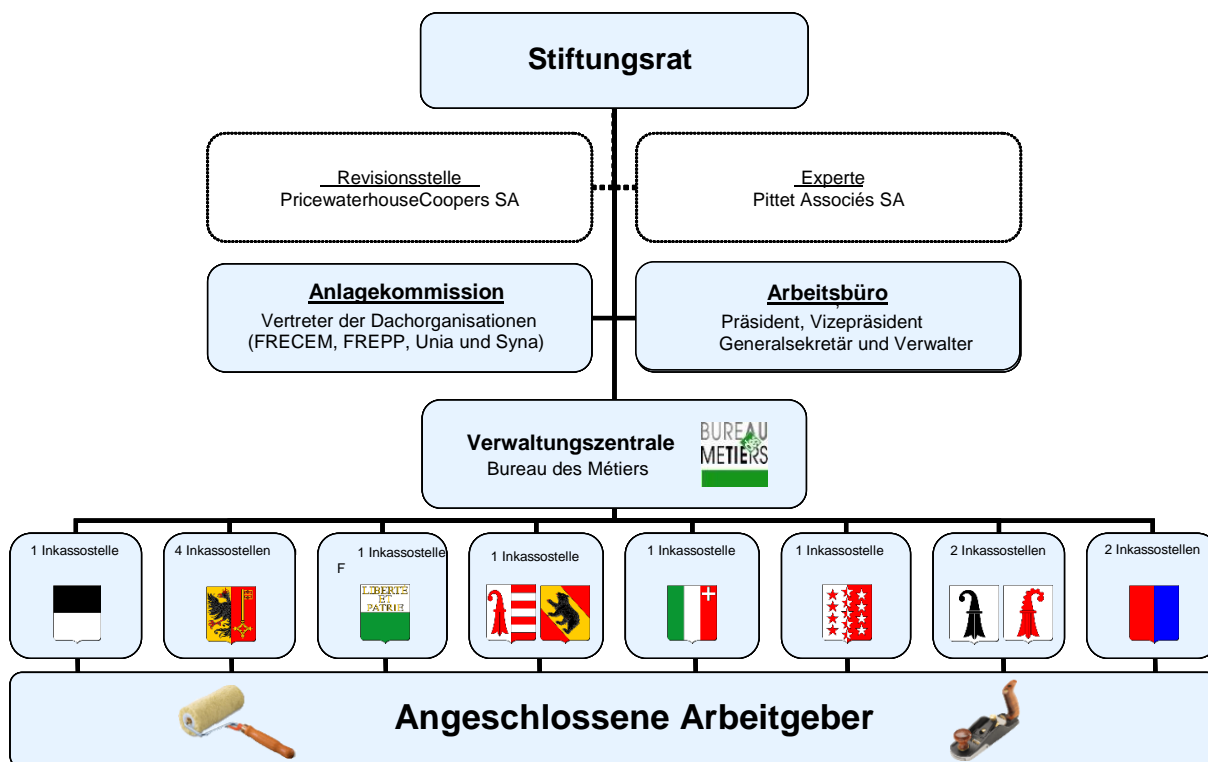 Stiftungsrat
Revisionsstelle
PricewaterhouseCoopers SA
Experte
Pittet Associés SA
Anlagekommission
Vertreter der Dachorganisationen
(FRECEM, FREPP, Unia und Syna)
Arbeitsbüro
Präsident, Vizepräsident
Generalsekretär und Verwalter
Verwaltungszentrale
Bureau des Métiers
BUREAU
METIERS
1 Inkassostelle
4 Inkassostellen
1 Inkassostelle
F
LIBERTÉ
ET
PATRIE
1 Inkassostelle
1 Inkassostelle
1 Inkassostelle
2 Inkassostellen
2 Inkassostellen
Angeschlossene Arbeitgeber